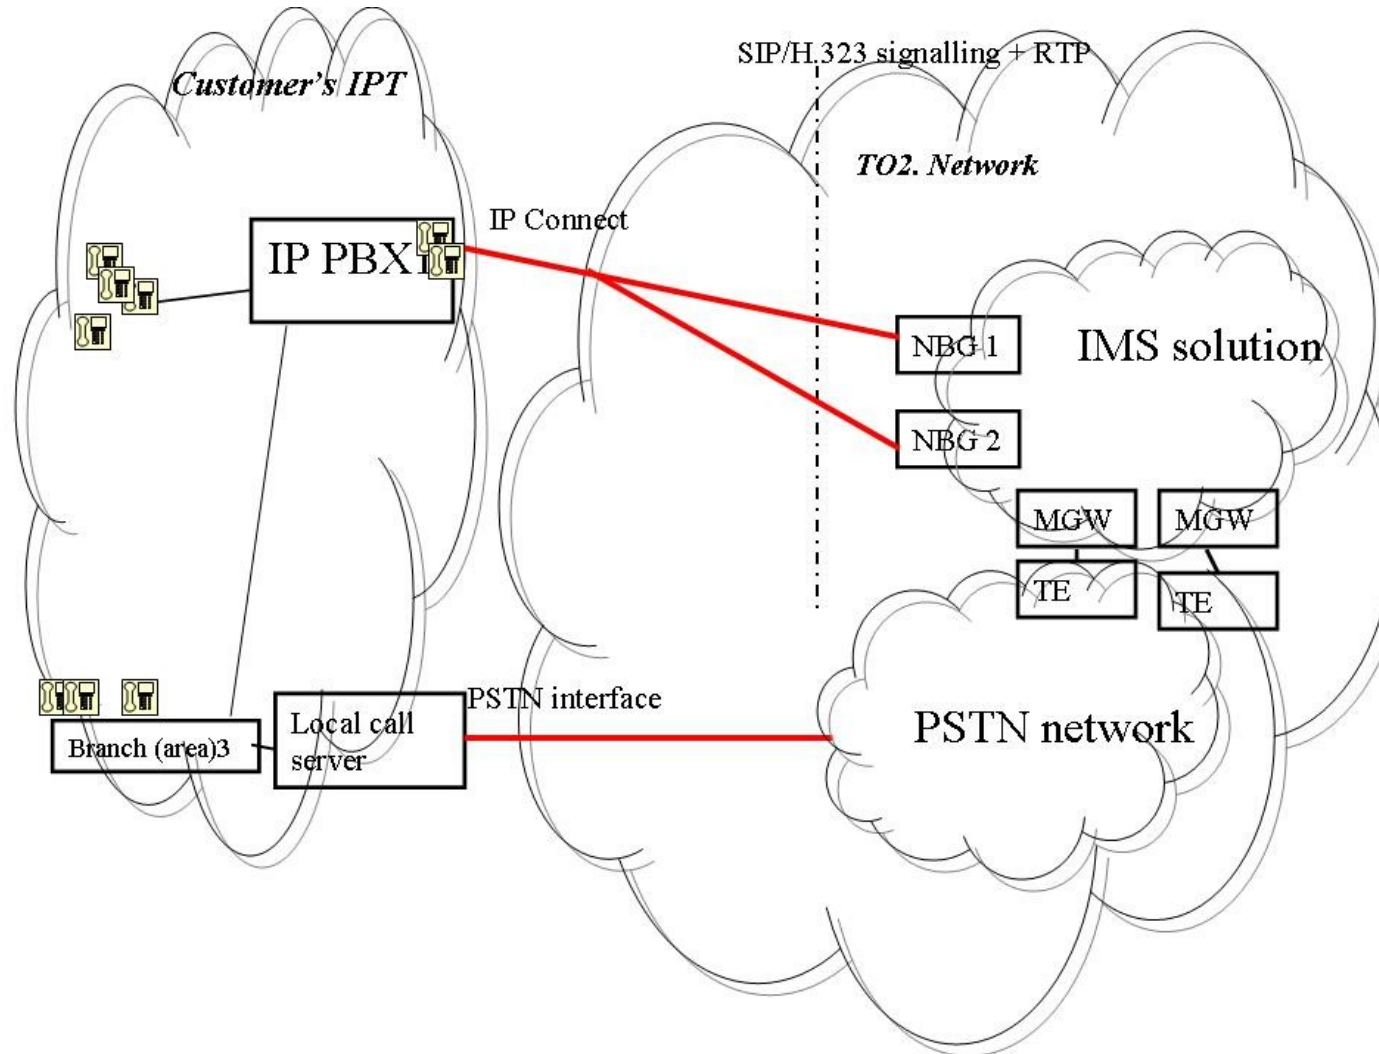 SIP/H.323 signalling + RTP
Customer's IPT
TO2. Network
IP Connect
IP PBX1
NBG 1
IMS solution
NBG 2
MGW
MGW
TE
TE
PSTN interface
Local call
server
Branch (area)3
PSTN network